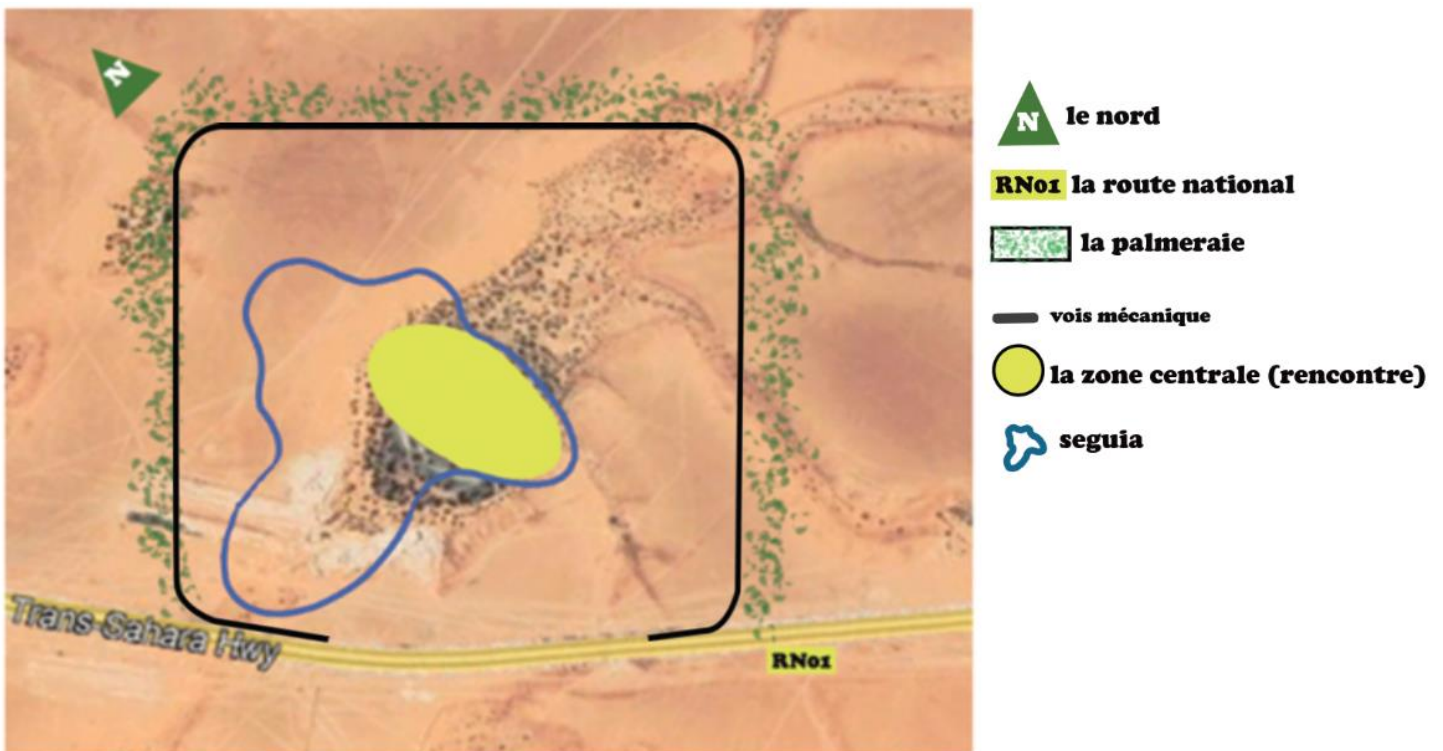 N
Trans-Sahara Hwy
RN01
N le nord
RN01 la route national
la palmeraie
vois mécanique
la zone centrale (rencontre)
seguia